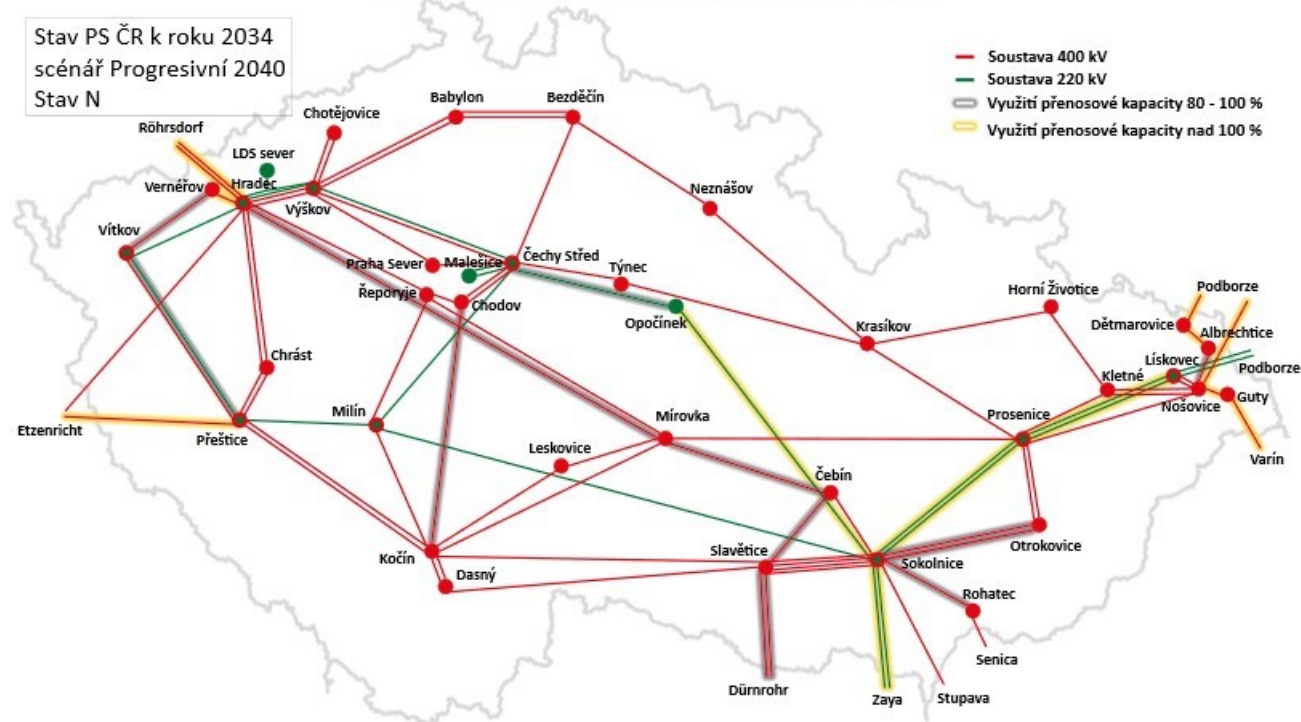 Stav PS ČR k roku 2034
scénář Progresivní 2040
Stav N
Soustava 400 kV
Soustava 220 kV
Využití přenosové kapacity 80 - 100 %
Využití přenosové kapacity nad 100 %
Babylon
Bezděčín
Chotějovice
Röhrsdorf
LDS sever
Vernéřov
Hradec
Výškov
Neznášov
Vítkov
Čechy Střed
Praha Sever
Malešice
Týnec
Řeporyje
Chodov
Opočínek
Horní Životice
Podborze
Dětmarovice
Albrechtice
Krasíkov
Lískovec
Podborze
Chrást
Kletné
Nošovice
Guty
Etzenricht
Přeštice
Milín
Mírovka
Prosenice
Leskovice
Varín
Čebín
Kočín
Dasný
Slavětice
Sokolnice
Otrokovice
Rohatec
Senica
Dürnrohr
Zaya
Stupava